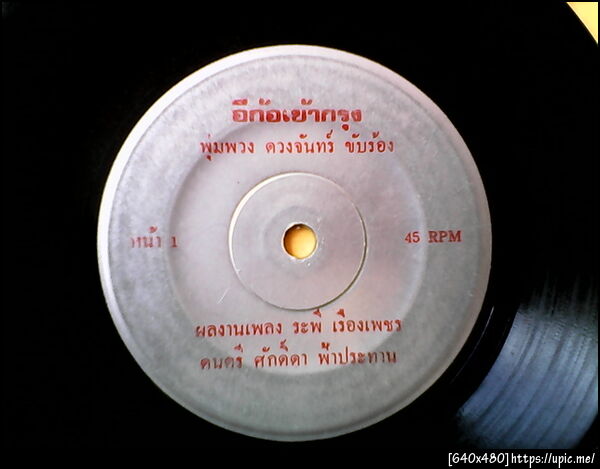 อีก้อเข้ากรุง
พุ่มพวง ดวงจันทร์ ขับร้อง
หน้า 1
45 RPM
ผลงานเพลง ระพี เรืองเพชร
ดนตรี ศักดิ์ดา ฟ้าประทาน
[640x480]https://upic.me/